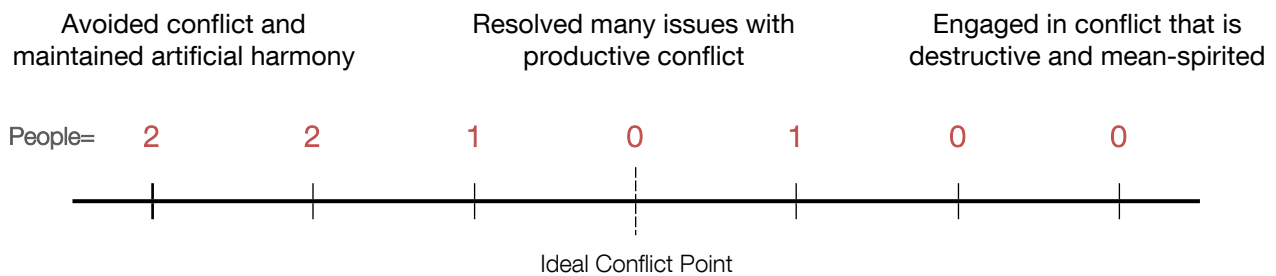 Avoided conflict and
maintained artificial harmony
Resolved many issues with
productive conflict
Engaged in conflict that is
destructive and mean-spirited
People= 2 2 1 0 1 0 0
Ideal Conflict Point